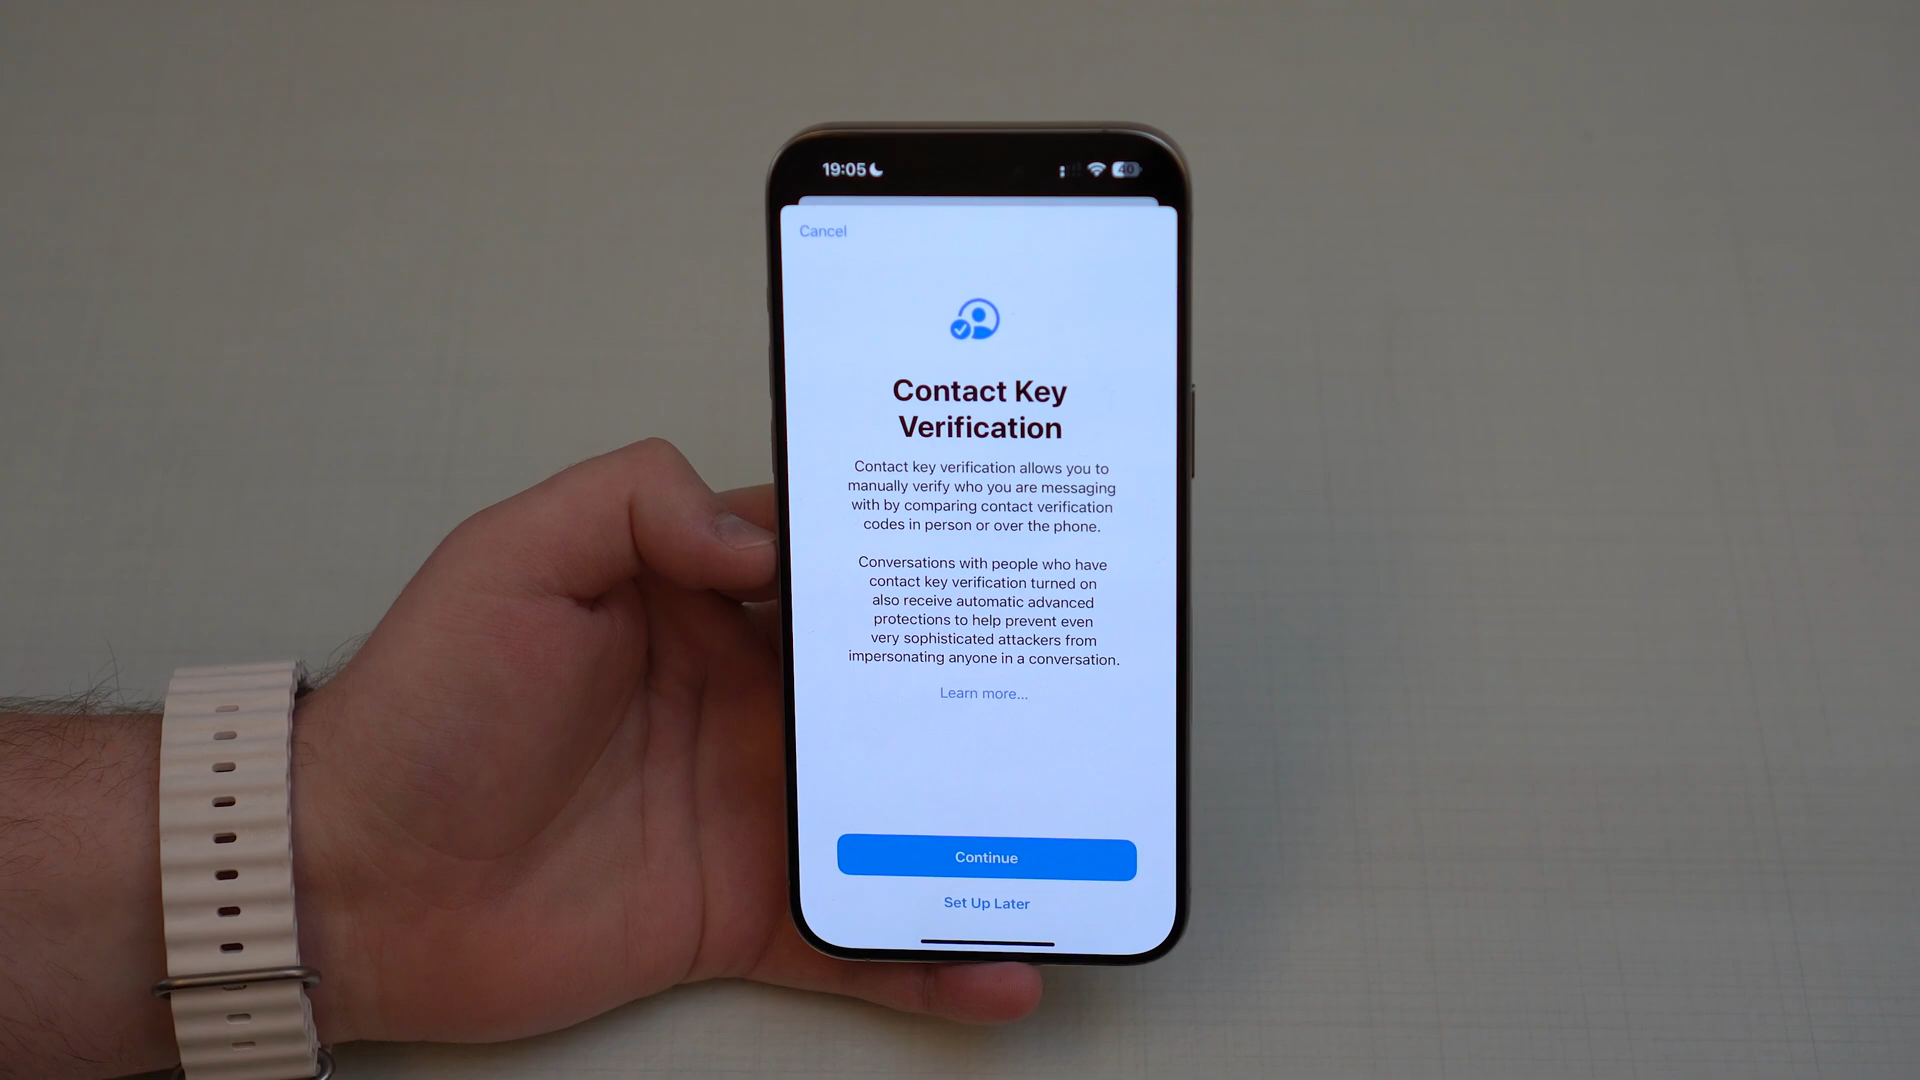 19:05
40
Cancel
Contact Key
Verification
Contact key verification allows you to
manually verify who you are messaging
with by comparing contact verification
codes in person or over the phone.
Conversations with people who have
contact key verification turned on
also receive automatic advanced
protections to help prevent even
very sophisticated attackers from
impersonating anyone in a conversation.
Learn more...
Continue
Set Up Later